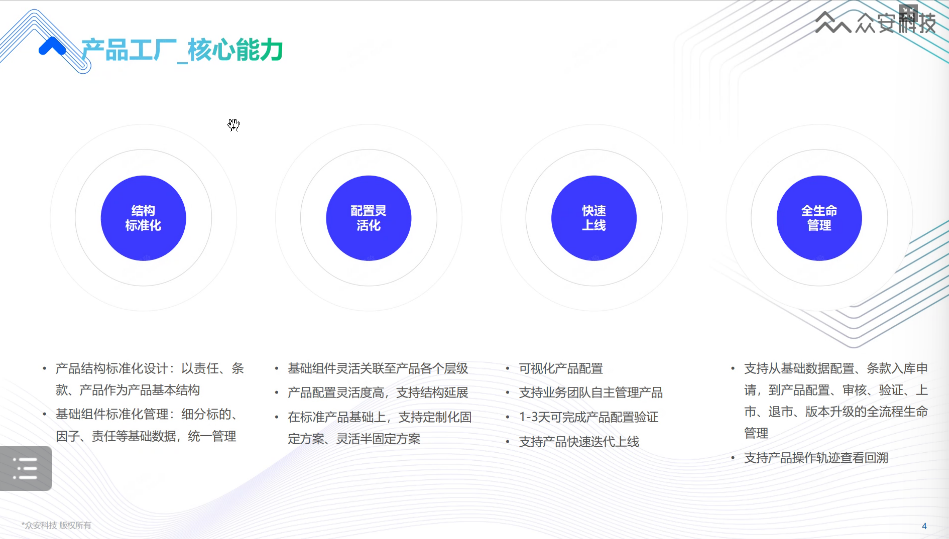 众安科技
产品工厂_核心能力
结构
标准化
配置灵
活化
快速
上线
全生命
管理
• 产品结构标准化设计：以责任、条
款、产品作为产品基本结构
• 基础组件标准化管理：细分标的、
因子、责任等基础数据，统一管理
• 基础组件灵活关联至产品各个层级
• 产品配置灵活度高，支持结构延展
• 在标准产品基础上，支持定制化固
定方案、灵活半固定方案
• 可视化产品配置
• 支持业务团队自主管理产品
• 1-3天可完成产品配置验证
• 支持产品快速迭代上线
• 支持从基础数据配置、条款入库申
请，到产品配置、审核、验证、上
市、退市、版本升级的全流程生命
管理
• 支持产品操作轨迹查看回溯
*众安科技 版权所有
4